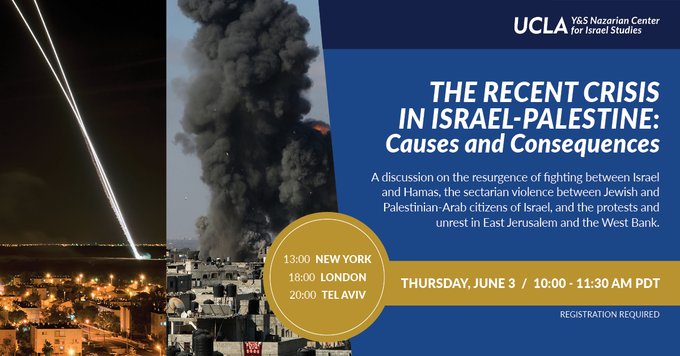 UCLA Y&S Nazarian Center
for Israel Studies
THE RECENT CRISIS
IN ISRAEL-PALESTINE:
Causes and Consequences
A discussion on the resurgence of fighting between Israel
and Hamas, the sectarian violence between Jewish and
Palestinian-Arab citizens of Israel, and the protests and
unrest in East Jerusalem and the West Bank.
13:00 NEW YORK
18:00 LONDON
20:00 TEL AVIV
THURSDAY, JUNE 3 / 10:00 - 11:30 AM PDT
REGISTRATION REQUIRED